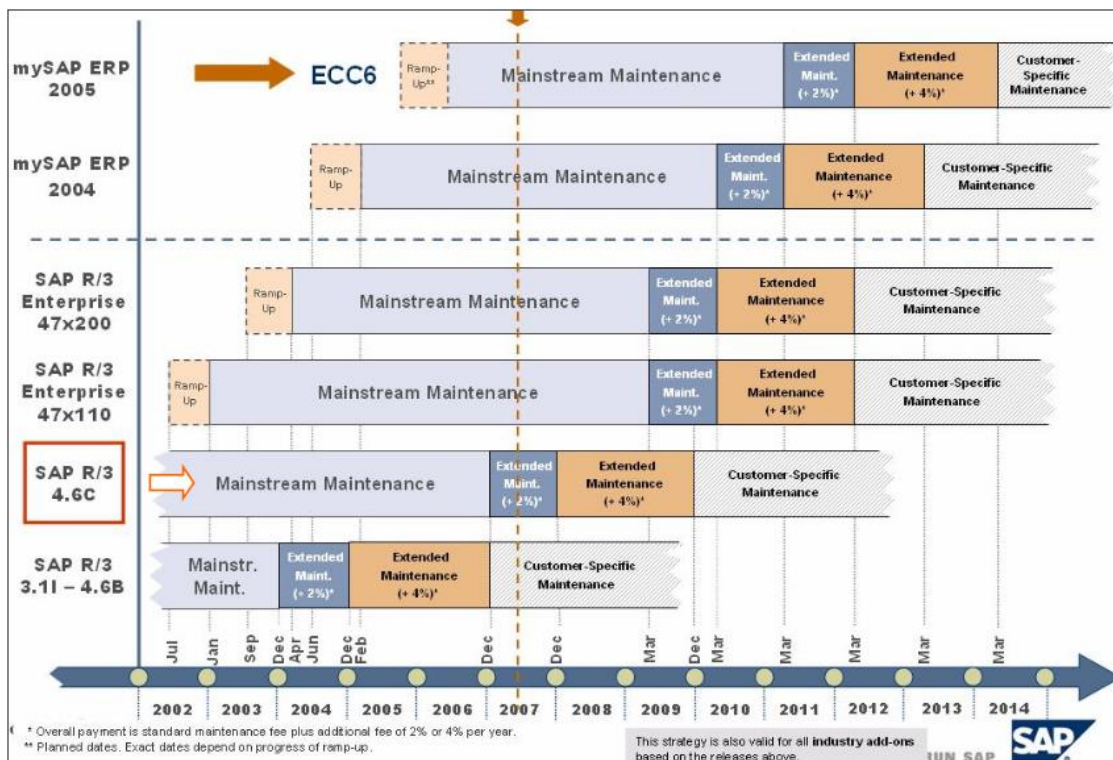 mySAP ERP
2005
ECC6
Ramp-
Up**
Mainstream Maintenance
Extended
Maint.
(+ 2%)*
Extended
Maintenance
(+ 4%)*
Customer-
Specific
Maintenance
mySAP ERP
2004
Ramp-
Up
Mainstream Maintenance
Extended
Maint.
(+ 2%)*
Extended
Maintenance
(+ 4%)*
Customer-Specific
Maintenance
SAP R/3
Enterprise
47x200
Ramp-
Up
Mainstream Maintenance
Extended
Maint.
(+ 2%)*
Extended
Maintenance
(+ 4%)*
Customer-Specific
Maintenance
SAP R/3
Enterprise
47x110
Ramp-
Up
Mainstream Maintenance
Extended
Maint.
(+ 2%)*
Extended
Maintenance
(+ 4%)*
Customer-Specific
Maintenance
SAP R/3
4.6C
Mainstream Maintenance
Extended
Maint.
(+ 2%)*
Extended
Maintenance
(+ 4%)*
Customer-Specific
Maintenance
SAP R/3
3.1I – 4.6B
Mainstr.
Maint.
Extended
Maint.
(+ 2%)*
Extended
Maintenance
(+ 4%)*
Customer-Specific
Maintenance
Jul
Jan
Sep
Dec
Apr
Jun
Dec
Feb
Dec
Dec
Mar
Dec
Mar
Mar
Mar
Mar
Mar
2002
2003
2004
2005
2006
2007
2008
2009
2010
2011
2012
2013
2014
* Overall payment is standard maintenance fee plus additional fee of 2% or 4% per year.
** Planned dates. Exact dates depend on progress of ramp-up.
This strategy is also valid for all industry add-ons
based on the releases above.
RUN SAP
SAP